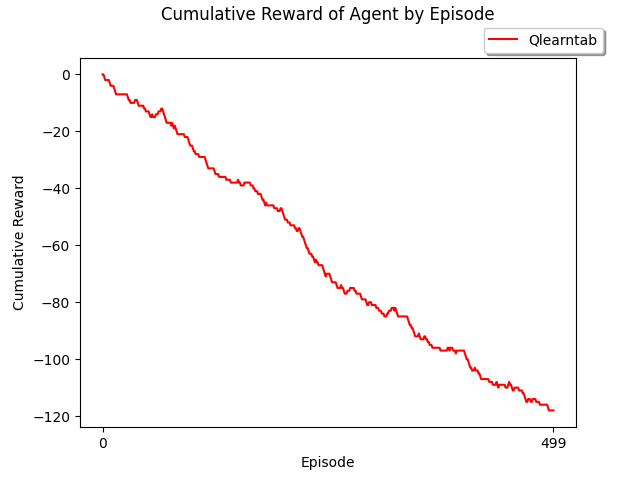 Cumulative Reward of Agent by Episode
Qlearntab
0
−20
−40
−60
−80
−100
−120
Cumulative Reward
0
499
Episode